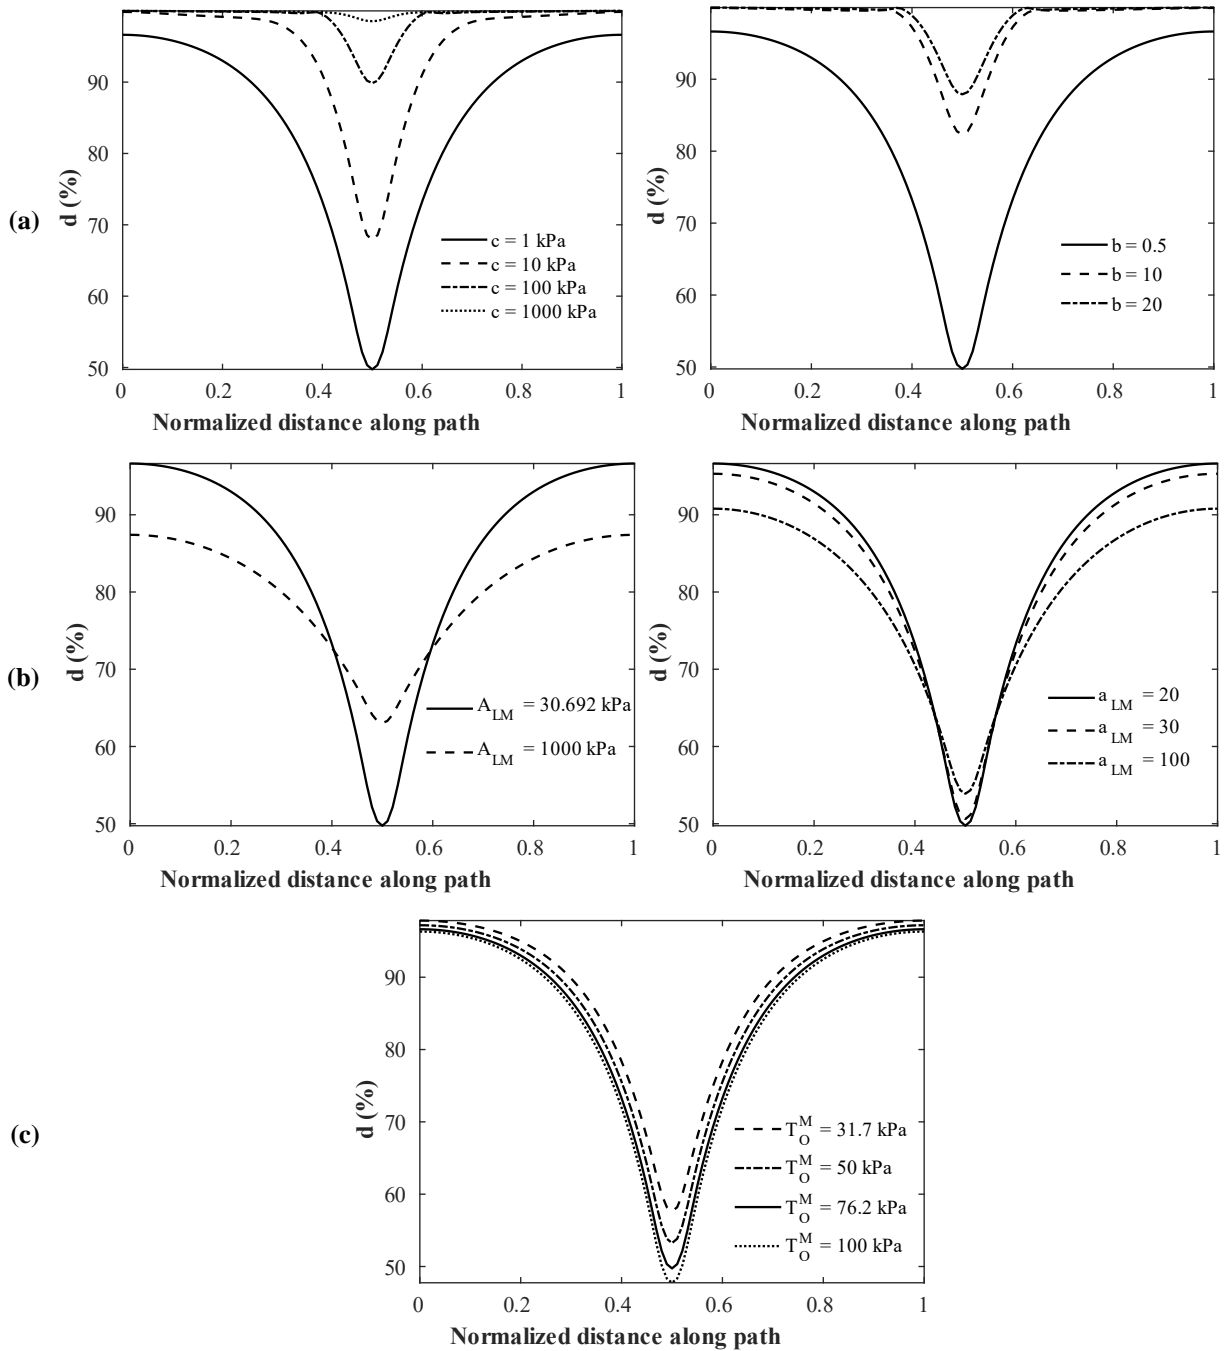 (a)
d (%)
90
80
70
60
50
0 0.2 0.4 0.6 0.8 1
Normalized distance along path
c = 1 kPa
c = 10 kPa
c = 100 kPa
c = 1000 kPa
d (%)
90
80
70
60
50
0 0.2 0.4 0.6 0.8 1
Normalized distance along path
b = 0.5
b = 10
b = 20
(b)
d (%)
90
80
70
60
50
0 0.2 0.4 0.6 0.8 1
Normalized distance along path
A_LM = 30.692 kPa
A_LM = 1000 kPa
d (%)
90
80
70
60
50
0 0.2 0.4 0.6 0.8 1
Normalized distance along path
a_LM = 20
a_LM = 30
a_LM = 100
(c)
d (%)
90
80
70
60
50
0 0.2 0.4 0.6 0.8 1
Normalized distance along path
T_O^M = 31.7 kPa
T_O^M = 50 kPa
T_O^M = 76.2 kPa
T_O^M = 100 kPa